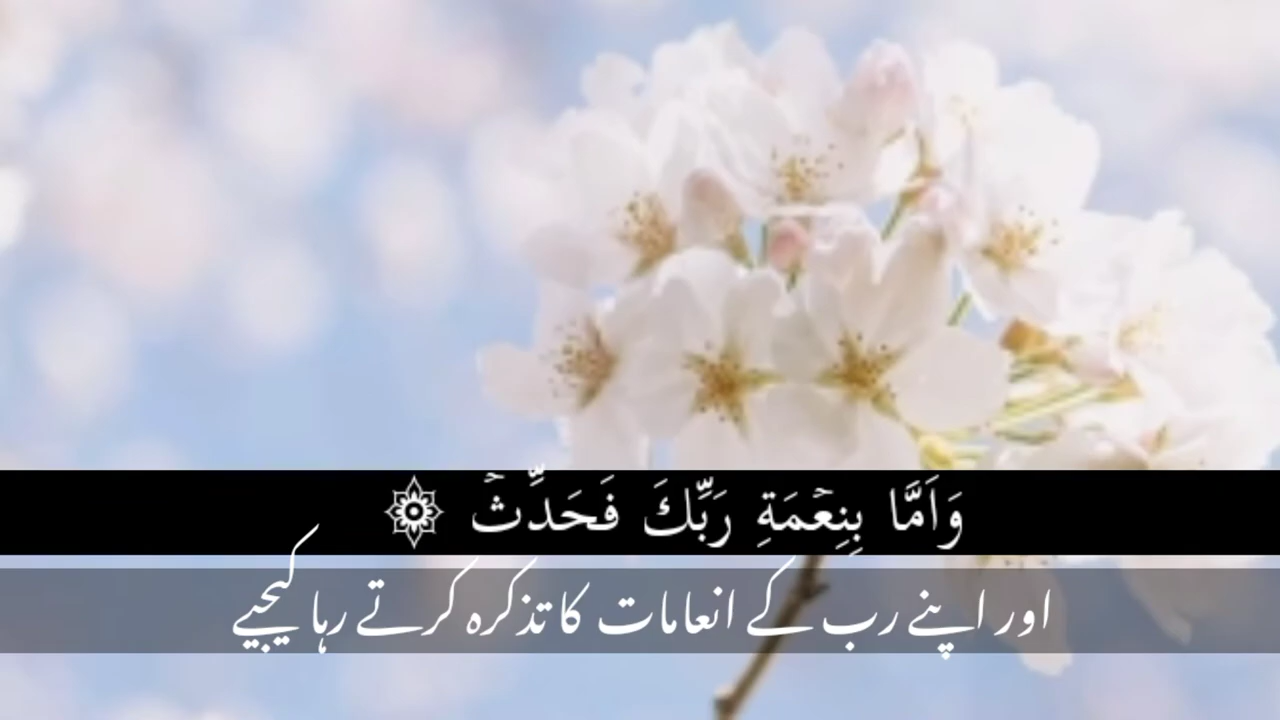 وَاَمَّا بِنِعۡمَةِ رَبِّكَ فَحَدِّثۡ
اور اپنے رب کے انعامات کا تذکرہ کرتے رہا کیجیے